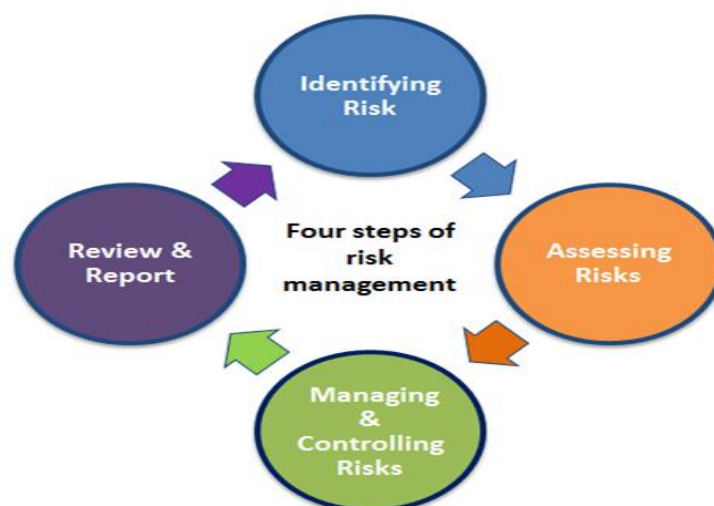 Identifying
Risk
Four steps of
risk
management
Assessing
Risks
Managing
&
Controlling
Risks
Review &
Report